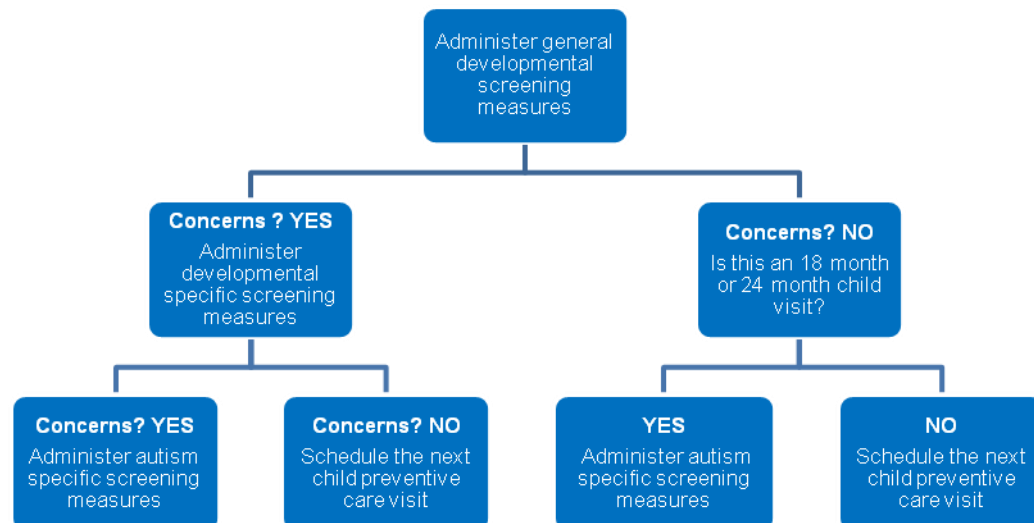 Administer general
developmental
screening
measures
Concerns ? YES
Administer
developmental
specific screening
measures
Concerns? NO
Is this an 18 month
or 24 month child
visit?
Concerns? YES
Administer autism
specific screening
measures
Concerns? NO
Schedule the next
child preventive
care visit
YES
Administer autism
specific screening
measures
NO
Schedule the next
child preventive
care visit